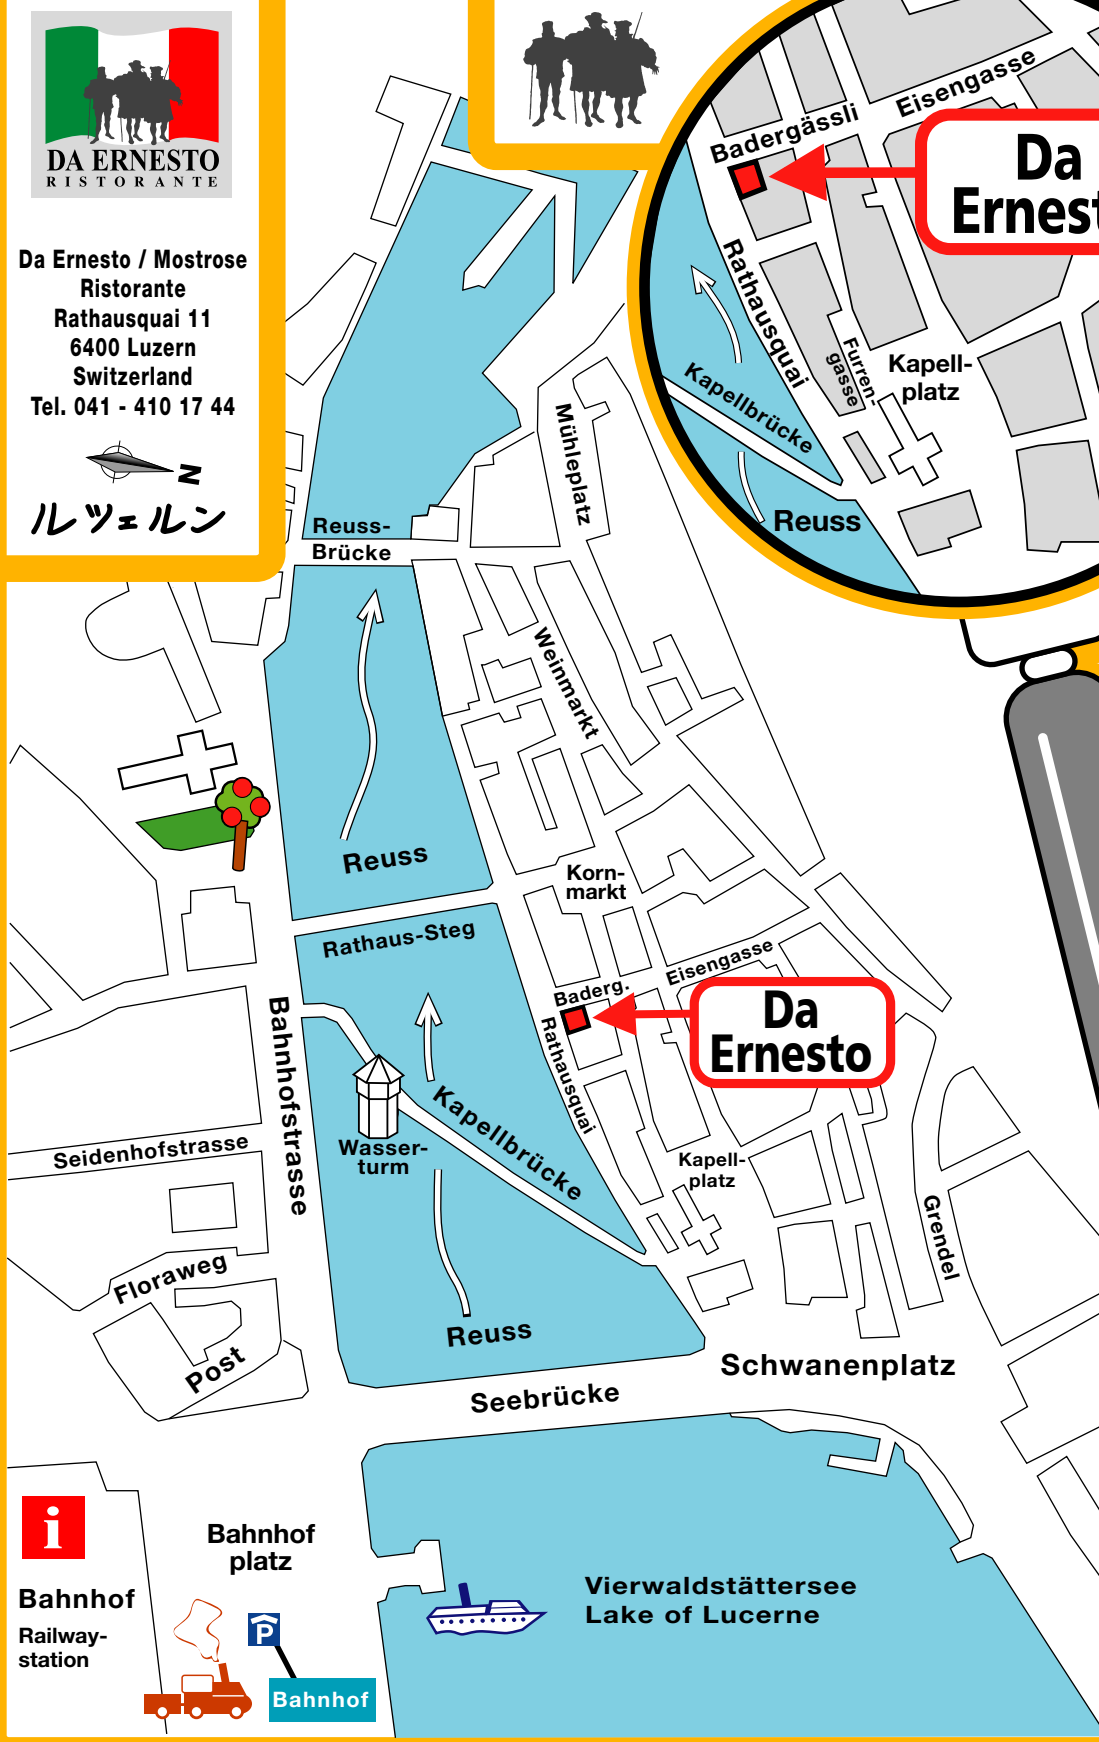 DA ERNESTO
RISTORANTE
Da Ernesto / Mostrose
Ristorante
Rathausquai 11
6400 Luzern
Switzerland
Tel. 041 - 410 17 44
N
ルツェルン
Badergässli
Eisengasse
Da
Ernest
Rathausquai
Furren-
gasse
Kapell-
platz
Kapellbrücke
Reuss
Mühleplatz
Reuss-
Brücke
Weinmarkt
Reuss
Korn-
markt
Rathaus-Steg
Eisengasse
Baderg.
Da
Ernesto
Rathausquai
Bahnhofstrasse
Kapellbrücke
Wasser-
turm
Seidenhofstrasse
Kapell-
platz
Grendel
Floraweg
Post
Reuss
Schwanenplatz
Seebrücke
i
Bahnhof
platz
Bahnhof
Railway-
station
P
Bahnhof
Vierwaldstättersee
Lake of Lucerne